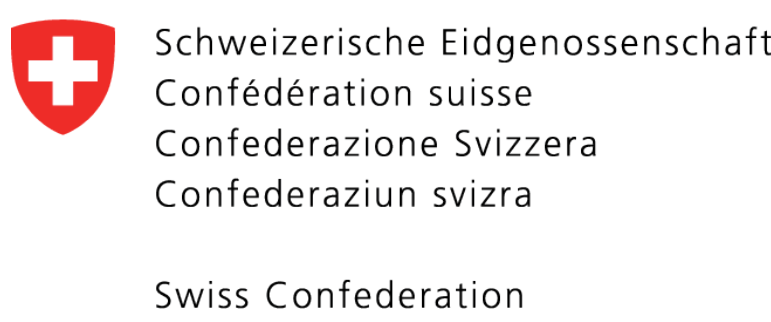 Schweizerische Eidgenossenschaft
Confédération suisse
Confederazione Svizzera
Confederaziun svizra
Swiss Confederation